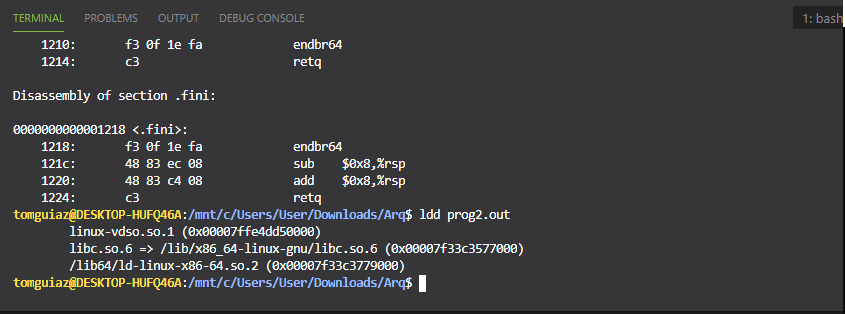 TERMINAL PROBLEMS OUTPUT DEBUG CONSOLE 1: bash
1210: f3 0f 1e fa endbr64
1214: c3 retq
Disassembly of section .fini:
0000000000001218 <.fini>:
1218: f3 0f 1e fa endbr64
121c: 48 83 ec 08 sub $0x8,%rsp
1220: 48 83 c4 08 add $0x8,%rsp
1224: c3 retq
tomguiaz@DESKTOP-HUFQ46A:/mnt/c/Users/User/Downloads/Arq$ ldd prog2.out
linux-vdso.so.1 (0x00007ffe4dd50000)
libc.so.6 => /lib/x86_64-linux-gnu/libc.so.6 (0x00007f33c3577000)
/lib64/ld-linux-x86-64.so.2 (0x00007f33c3779000)
tomguiaz@DESKTOP-HUFQ46A:/mnt/c/Users/User/Downloads/Arq$